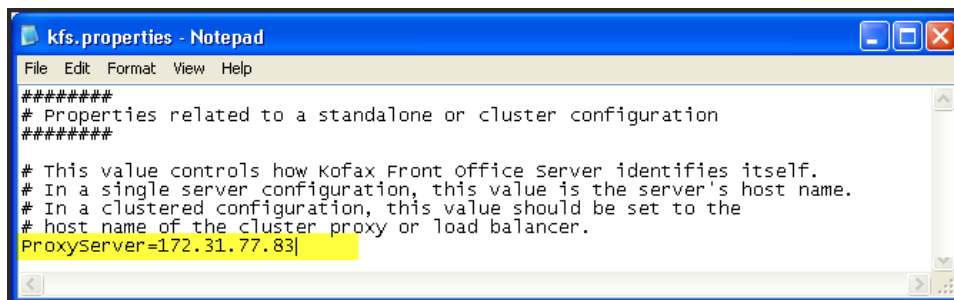 kfs.properties - Notepad
File Edit Format View Help
########
# Properties related to a standalone or cluster configuration
########
# This value controls how Kofax Front Office Server identifies itself.
# In a single server configuration, this value is the server's host name.
# In a clustered configuration, this value should be set to the
# host name of the cluster proxy or load balancer.
ProxyServer=172.31.77.83